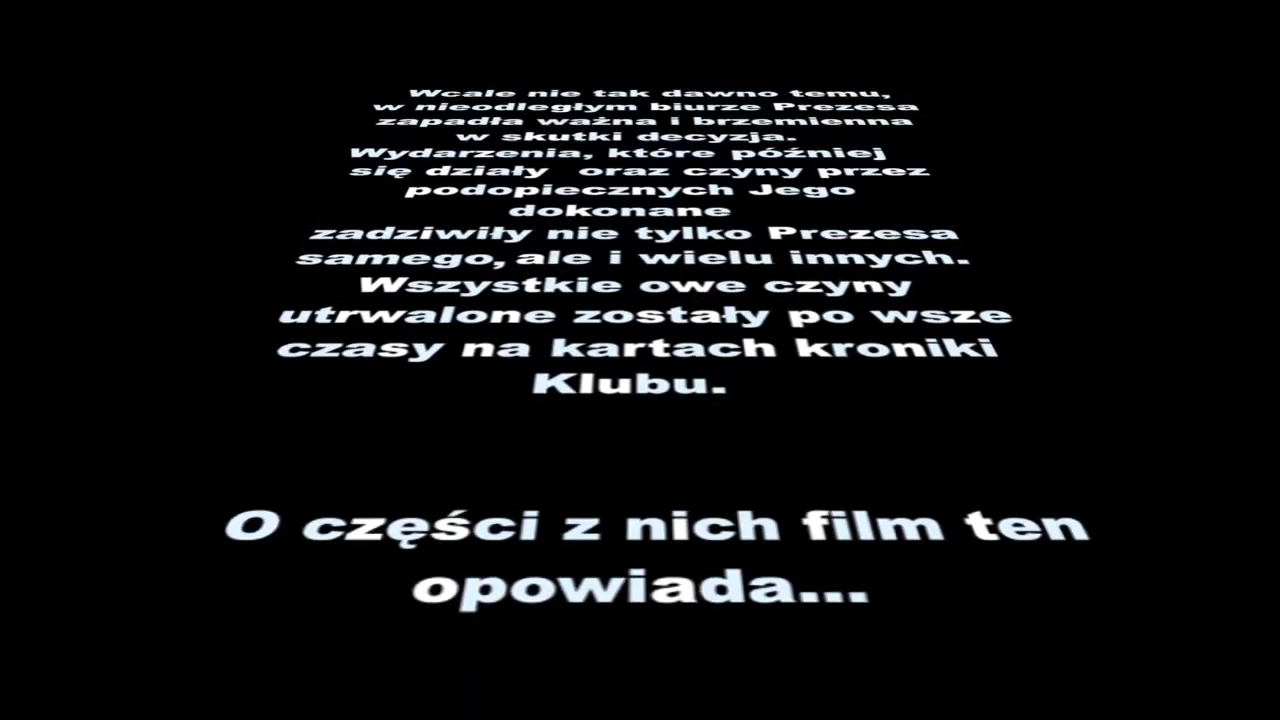 Wcale nie tak dawno temu,
w nieodległym biurze Prezesa
zapadła ważna i brzemienna
w skutki decyzja.
Wydarzenia, które później
się działy oraz czyny przez
podopiecznych Jego
dokonane
zadziwiły nie tylko Prezesa
samego, ale i wielu innych.
Wszystkie owe czyny
utrwalone zostały po wsze
czasy na kartach kroniki
Klubu.
O części z nich film ten
opowiada...